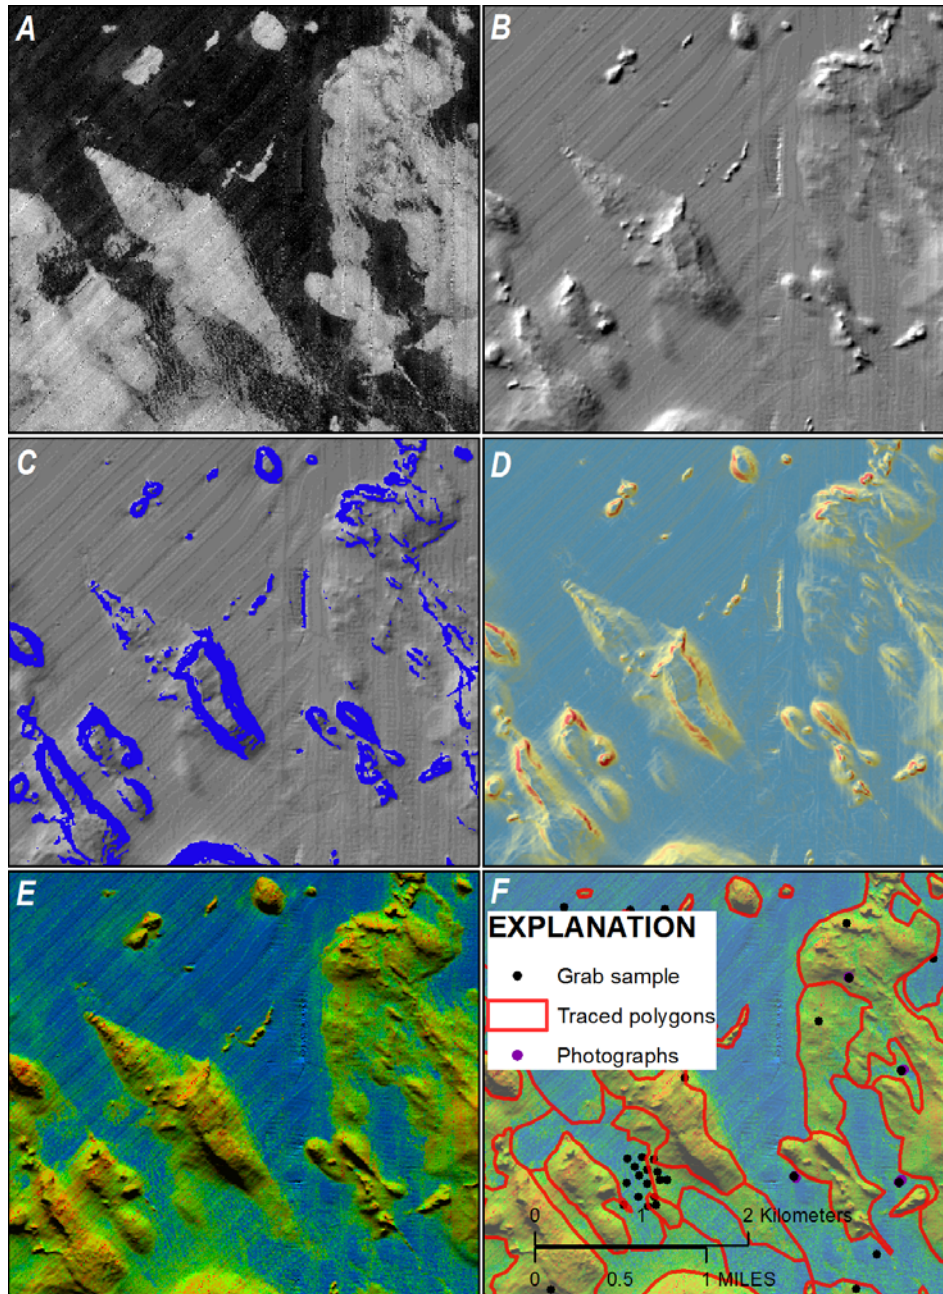 A
B
C
D
E
F
EXPLANATION
Grab sample
Traced polygons
Photographs
0 1 2 Kilometers
0 0.5 1 MILES